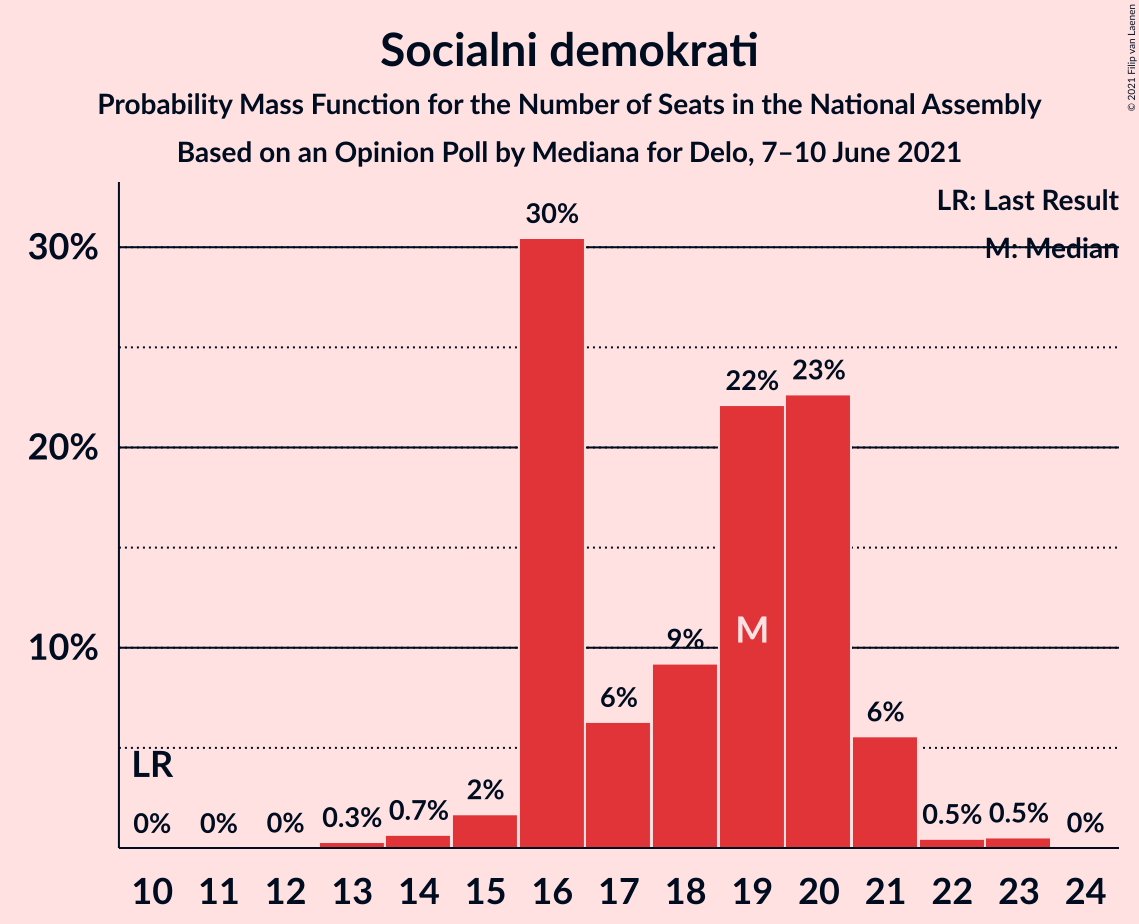 Socialni demokrati
Probability Mass Function for the Number of Seats in the National Assembly
Based on an Opinion Poll by Mediana for Delo, 7–10 June 2021
© 2021 Filip van Laenen
LR: Last Result
M: Median
30%
20%
10%
30%
22%
23%
9%
M
6%
6%
LR
2%
0%
0%
0%
0.3%
0.7%
0.5%
0.5%
0%
10 11 12 13 14 15 16 17 18 19 20 21 22 23 24